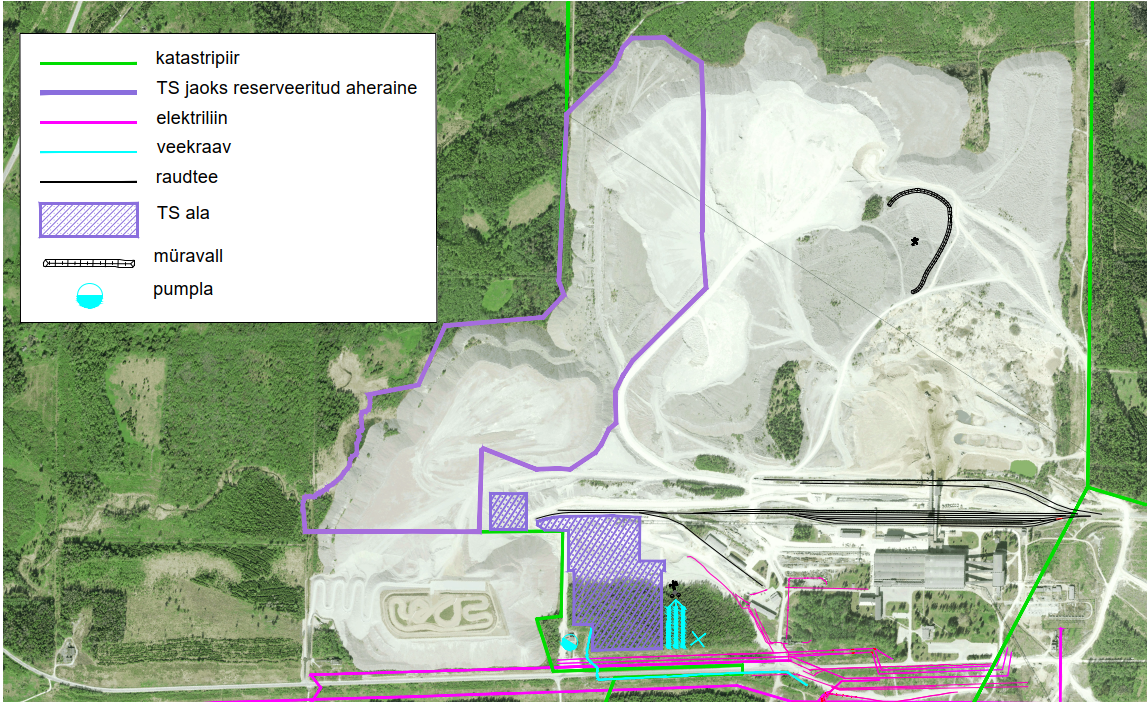 katastripiir
TS jaoks reserveeritud aheraine
elektriliin
veekraav
raudtee
TS ala
müravall
pumpla